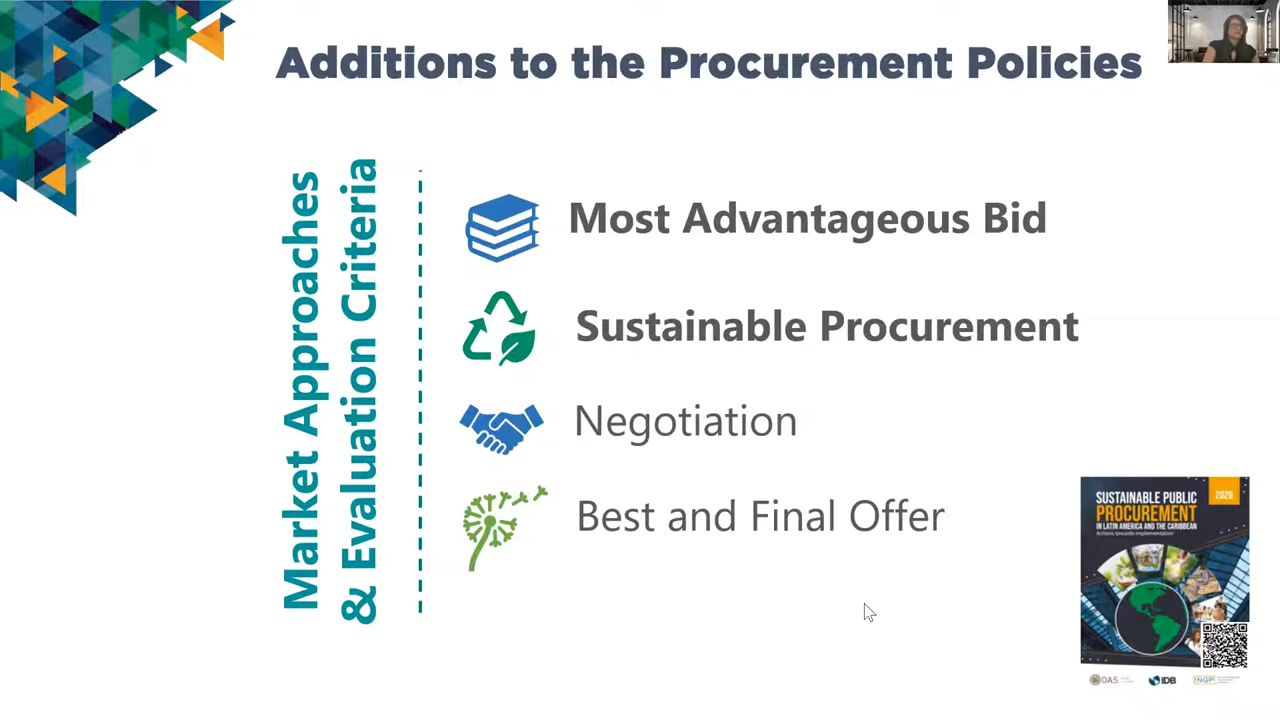 Additions to the Procurement Policies
Market Approaches
& Evaluation Criteria
Most Advantageous Bid
Sustainable Procurement
Negotiation
Best and Final Offer
SUSTAINABLE PUBLIC
2020
PROCUREMENT
IN LATIN AMERICA AND THE CARIBBEAN
Actions towards implementation
OAS
IDB
INGP